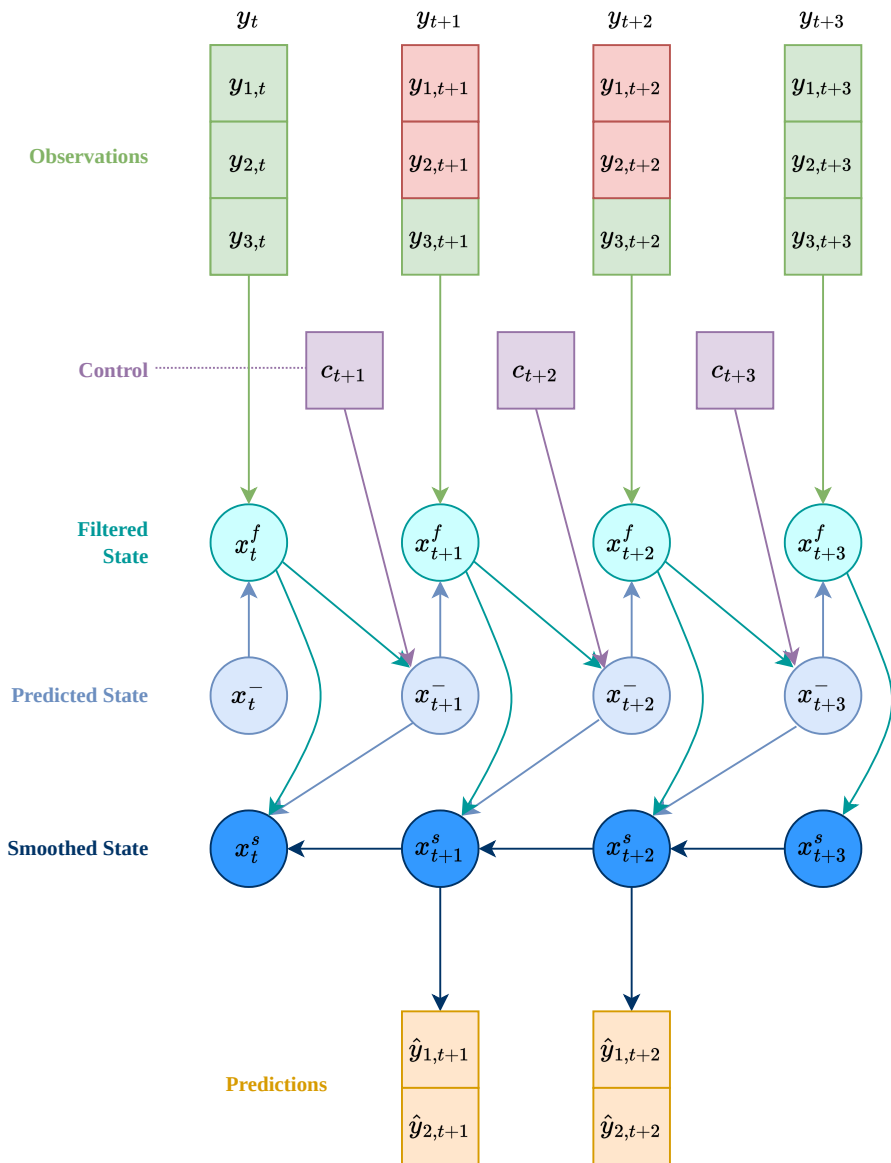 $y_t$ $y_{t+1}$ $y_{t+2}$ $y_{t+3}$
$y_{1,t}$ $y_{1,t+1}$ $y_{1,t+2}$ $y_{1,t+3}$
Observations $y_{2,t}$ $y_{2,t+1}$ $y_{2,t+2}$ $y_{2,t+3}$
$y_{3,t}$ $y_{3,t+1}$ $y_{3,t+2}$ $y_{3,t+3}$
Control $c_{t+1}$ $c_{t+2}$ $c_{t+3}$
Filtered
State $x_t^f$ $x_{t+1}^f$ $x_{t+2}^f$ $x_{t+3}^f$
Predicted State $x_t^-$ $x_{t+1}^-$ $x_{t+2}^-$ $x_{t+3}^-$
Smoothed State $x_t^s$ $x_{t+1}^s$ $x_{t+2}^s$ $x_{t+3}^s$
$\hat{y}_{1,t+1}$ $\hat{y}_{1,t+2}$
Predictions
$\hat{y}_{2,t+1}$ $\hat{y}_{2,t+2}$